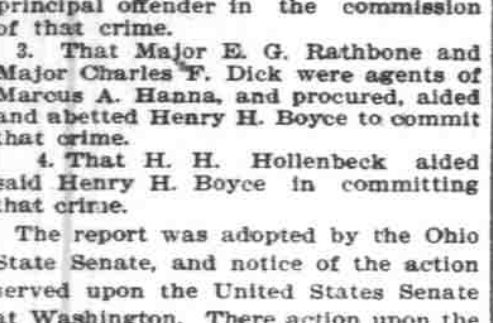 principal offender in the commission
of that crime.
3. That Major E. G. Rathbone and
Major Charles F. Dick were agents of
Marcus A. Hanna, and procured, aided
and abetted Henry H. Boyce to commit
that crime.
4. That H. H. Hollenbeck aided
said Henry H. Boyce in committing
that crime.
The report was adopted by the Ohio
State Senate, and notice of the action
served upon the United States Senate
at Washington. There action upon the